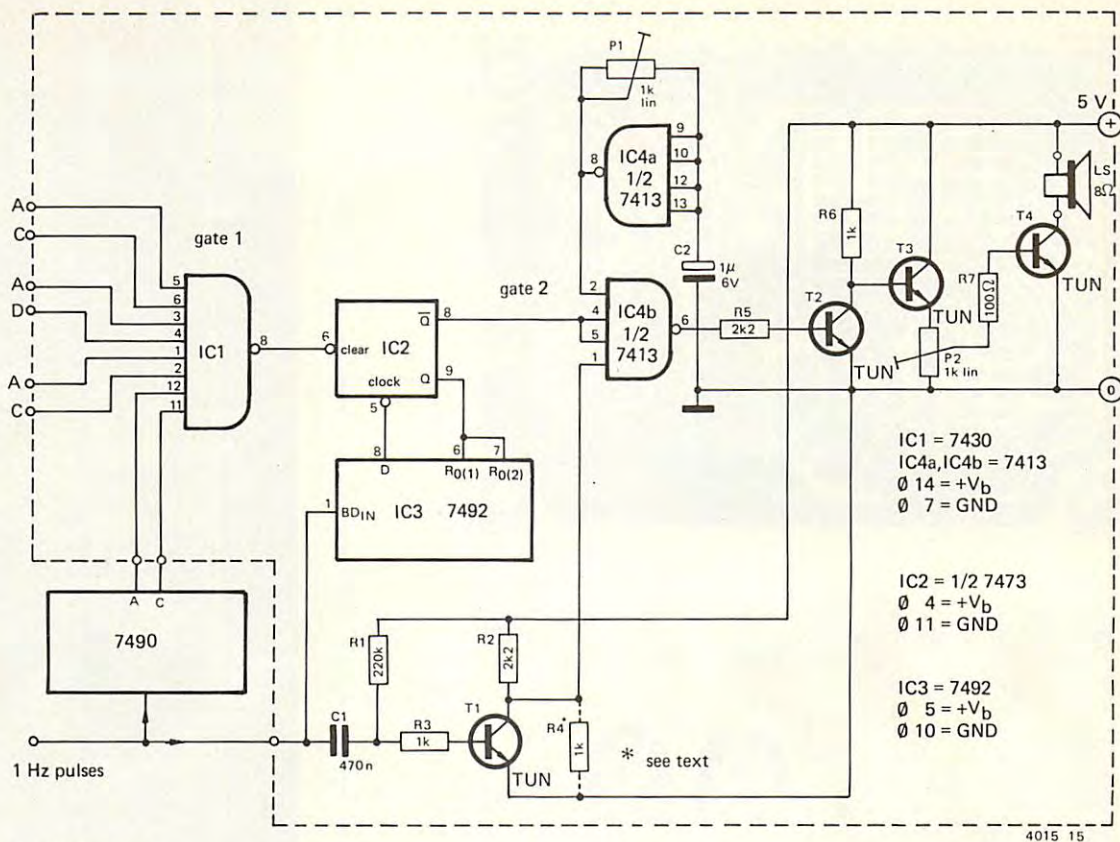 P1
1k
lin
5 V
+
9
10
12
13
8
IC4a
1/2
7413
LS
8Ω
A
C
A
D
A
C
gate 1
5
6
3
4
1
2
12
11
IC1
8
R6
1k
T3
T4
C2
1µ
6V
R7
100Ω
TUN
TUN
gate 2
6
clear
IC2
Q
8
Q
9
clock
5
2
4
5
1
IC4b
1/2
7413
6
R5
2k2
T2
TUN
P2
1k lin
0
8
D
6
7
R0(1)
R0(2)
1
BDIN
IC3
7492
IC1 = 7430
IC4a,IC4b = 7413
Ø 14 = +Vb
Ø 7 = GND
IC2 = 1/2 7473
Ø 4 = +Vb
Ø 11 = GND
IC3 = 7492
Ø 5 = +Vb
Ø 10 = GND
A
C
7490
R1
220k
R2
2k2
C1
470n
R3
1k
T1
TUN
R4*
1k
* see text
1 Hz pulses
4015 15